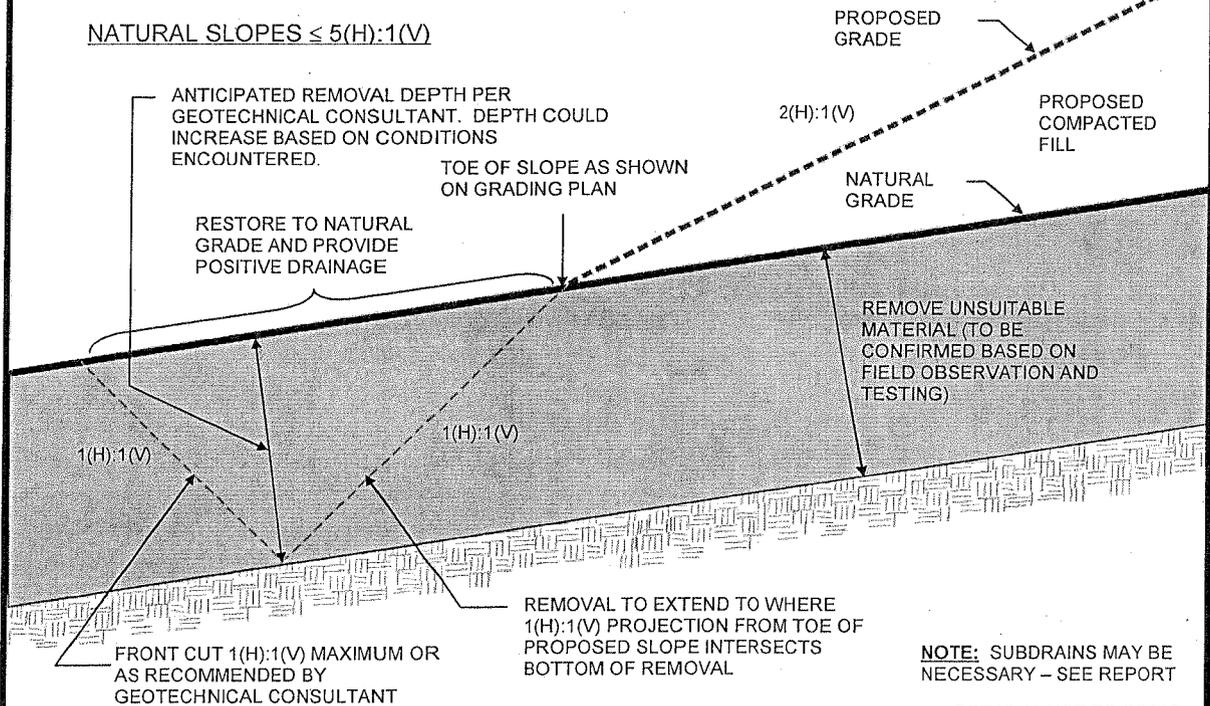 NATURAL SLOPES ≤ 5(H):1(V)
PROPOSED
GRADE
ANTICIPATED REMOVAL DEPTH PER
GEOTECHNICAL CONSULTANT. DEPTH COULD
INCREASE BASED ON CONDITIONS
ENCOUNTERED.
2(H):1(V)
PROPOSED
COMPACTED
FILL
TOE OF SLOPE AS SHOWN
ON GRADING PLAN
NATURAL
GRADE
RESTORE TO NATURAL
GRADE AND PROVIDE
POSITIVE DRAINAGE
REMOVE UNSUITABLE
MATERIAL (TO BE
CONFIRMED BASED ON
FIELD OBSERVATION AND
TESTING)
1(H):1(V)
1(H):1(V)
REMOVAL TO EXTEND TO WHERE
1(H):1(V) PROJECTION FROM TOE OF
PROPOSED SLOPE INTERSECTS
BOTTOM OF REMOVAL
FRONT CUT 1(H):1(V) MAXIMUM OR
AS RECOMMENDED BY
GEOTECHNICAL CONSULTANT
NOTE: SUBDRAINS MAY BE
NECESSARY – SEE REPORT